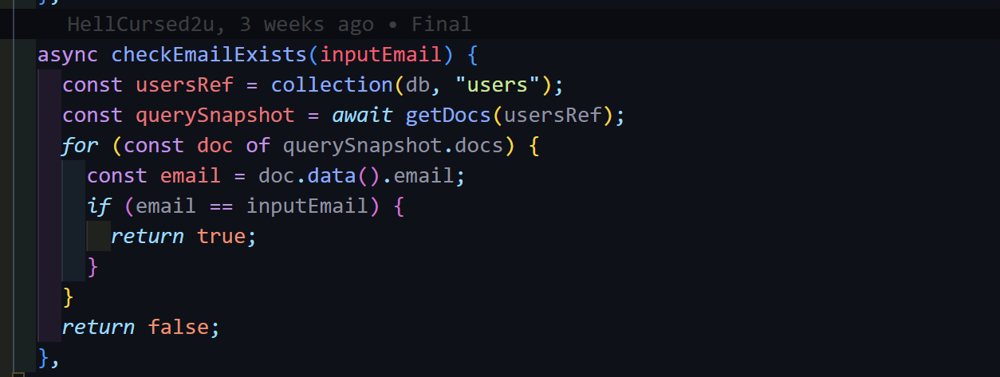 HellCursed2u, 3 weeks ago • Final
async checkEmailExists(inputEmail) {
const usersRef = collection(db, "users");
const querySnapshot = await getDocs(usersRef);
for (const doc of querySnapshot.docs) {
const email = doc.data().email;
if (email == inputEmail) {
return true;
}
}
return false;
},